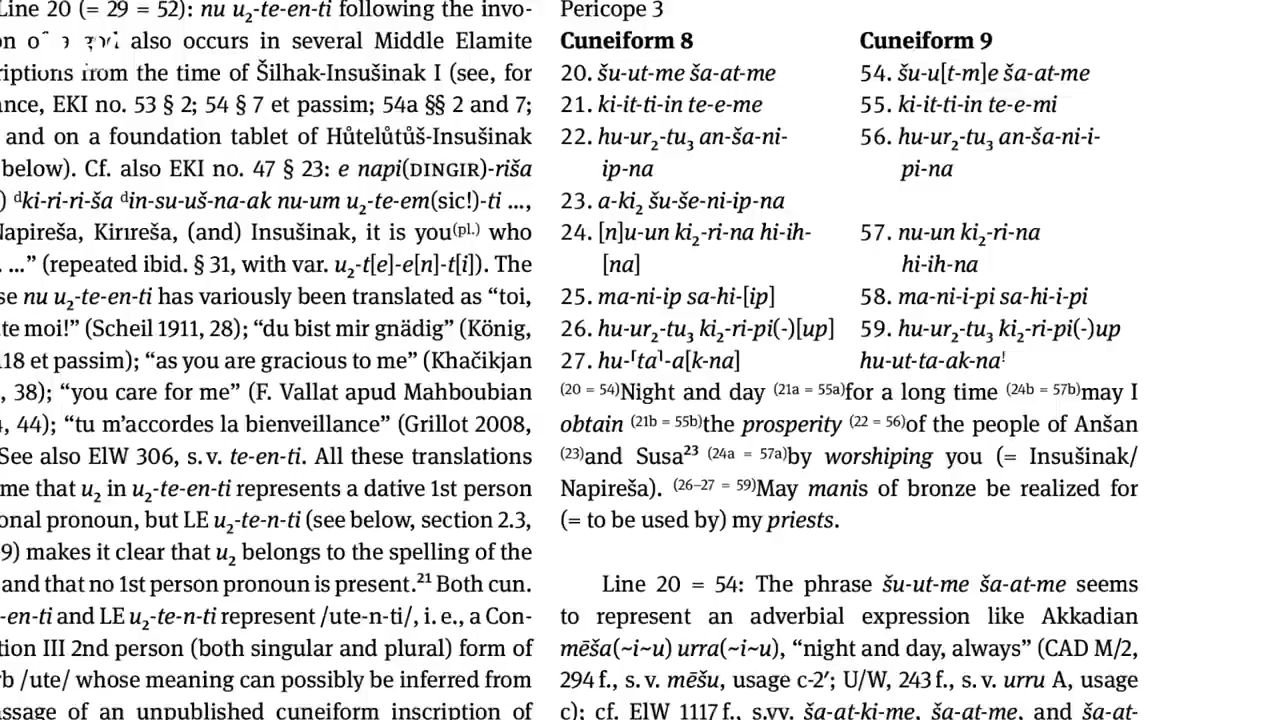 Line 20 (= 29 = 52): nu u₂-te-en-ti following the invo-
also occurs in several Middle Elamite
riptions from the time of Šilhak-Insušinak I (see, for
ance, EKI no. 53 § 2; 54 § 7 et passim; 54a §§ 2 and 7;
and on a foundation tablet of Hůtelůtůš-Insušinak
below). Cf. also EKI no. 47 § 23: e napi(DINGIR)-riša
) ᵈki-ri-ri-ša ᵈin-su-uš-na-ak nu-um u₂-te-em(sic!)-ti …,
Napireša, Kirıreša, (and) Insušinak, it is you(pl.) who
. …” (repeated ibid. § 31, with var. u₂-t[e]-e[n]-t[i]). The
se nu u₂-te-en-ti has variously been translated as “toi,
te moi!” (Scheil 1911, 28); “du bist mir gnädig” (König,
118 et passim); “as you are gracious to me” (Khačikjan
, 38); “you care for me” (F. Vallat apud Mahboubian
4, 44); “tu m’accordes la bienveillance” (Grillot 2008,
See also ElW 306, s. v. te-en-ti. All these translations
me that u₂ in u₂-te-en-ti represents a dative 1st person
onal pronoun, but LE u₂-te-n-ti (see below, section 2.3,
9) makes it clear that u₂ belongs to the spelling of the
and that no 1st person pronoun is present.²¹ Both cun.
-en-ti and LE u₂-te-n-ti represent /ute-n-ti/, i. e., a Con-
tion III 2nd person (both singular and plural) form of
rb /ute/ whose meaning can possibly be inferred from
assage of an unpublished cuneiform inscription of
Pericope 3
Cuneiform 8
20. šu-ut-me ša-at-me
21. ki-it-ti-in te-e-me
22. hu-ur₂-tu₃ an-ša-ni-
ip-na
23. a-ki₂ šu-še-ni-ip-na
24. [n]u-un ki₂-ri-na hi-ih-
[na]
25. ma-ni-ip sa-hi-[ip]
26. hu-ur₂-tu₃ ki₂-ri-pi(-)[up]
27. hu-⸢ta⸣-a[k-na]
Cuneiform 9
54. šu-u[t-m]e ša-at-me
55. ki-it-ti-in te-e-mi
56. hu-ur₂-tu₃ an-ša-ni-i-
pi-na
57. nu-un ki₂-ri-na
hi-ih-na
58. ma-ni-i-pi sa-hi-i-pi
59. hu-ur₂-tu₃ ki₂-ri-pi(-)up
hu-ut-ta-ak-na!
(20 = 54)Night and day (21a = 55a)for a long time (24b = 57b)may I
obtain (21b = 55b)the prosperity (22 = 56)of the people of Anšan
(23)and Susa²³ (24a = 57a)by worshiping you (= Insušinak/
Napireša). (26–27 = 59)May manis of bronze be realized for
(= to be used by) my priests.
Line 20 = 54: The phrase šu-ut-me ša-at-me seems
to represent an adverbial expression like Akkadian
mēša(~i~u) urra(~i~u), “night and day, always” (CAD M/2,
294 f., s. v. mēšu, usage c-2′; U/W, 243 f., s. v. urru A, usage
c); cf. ElW 1117 f., s.vv. ša-at-ki-me, ša-at-me, and ša-at-